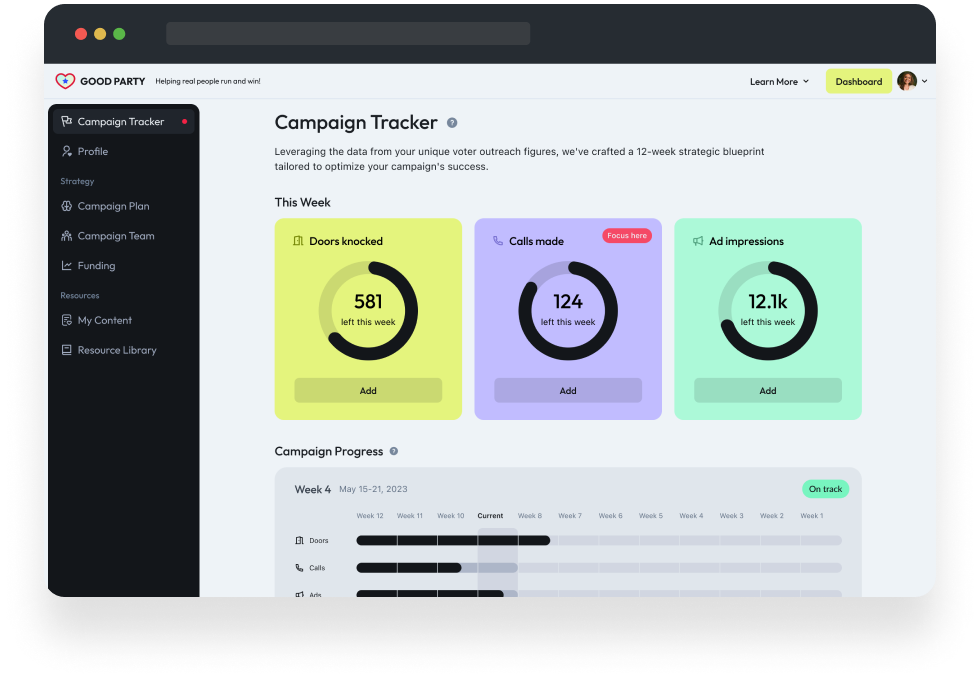 GOOD PARTY Helping real people run and win!
Learn More Dashboard
Campaign Tracker
Profile
Strategy
Campaign Plan
Campaign Team
Funding
Resources
My Content
Resource Library
Campaign Tracker ?
Leveraging the data from your unique voter outreach figures, we've crafted a 12-week strategic blueprint
tailored to optimize your campaign's success.
This Week
Doors knocked
581
left this week
Add
Calls made
Focus here
124
left this week
Add
Ad impressions
12.1k
left this week
Add
Campaign Progress ?
Week 4 May 15-21, 2023
On track
Week 12 Week 11 Week 10 Current Week 8 Week 7 Week 6 Week 5 Week 4 Week 3 Week 2 Week 1
Doors
Calls
Ads